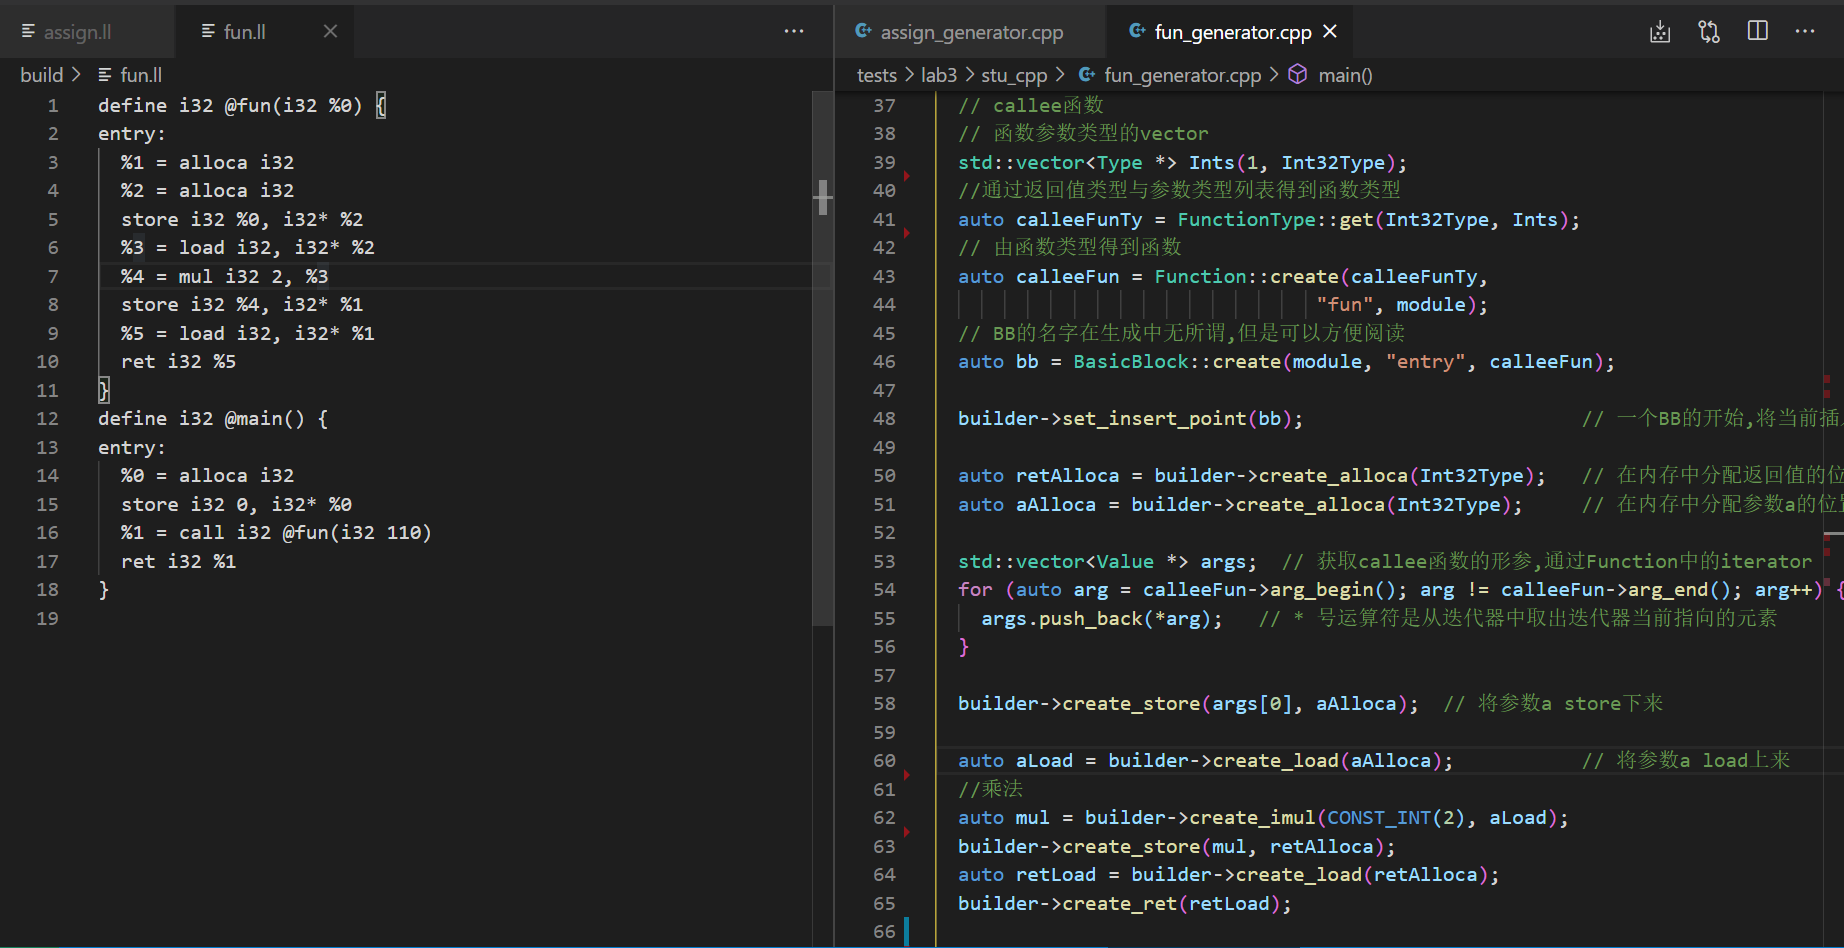 assign.ll
fun.ll
build > fun.ll
1 define i32 @fun(i32 %0) {
2 entry:
3 %1 = alloca i32
4 %2 = alloca i32
5 store i32 %0, i32* %2
6 %3 = load i32, i32* %2
7 %4 = mul i32 2, %3
8 store i32 %4, i32* %1
9 %5 = load i32, i32* %1
10 ret i32 %5
11 }
12 define i32 @main() {
13 entry:
14 %0 = alloca i32
15 store i32 0, i32* %0
16 %1 = call i32 @fun(i32 110)
17 ret i32 %1
18 }
19
assign_generator.cpp
fun_generator.cpp
tests > lab3 > stu_cpp > fun_generator.cpp > main()
37 // callee函数
38 // 函数参数类型的vector
39 std::vector<Type *> Ints(1, Int32Type);
40 //通过返回值类型与参数类型列表得到函数类型
41 auto calleeFunTy = FunctionType::get(Int32Type, Ints);
42 // 由函数类型得到函数
43 auto calleeFun = Function::create(calleeFunTy,
44 "fun", module);
45 // BB的名字在生成中无所谓,但是可以方便阅读
46 auto bb = BasicBlock::create(module, "entry", calleeFun);
47
48 builder->set_insert_point(bb); // 一个BB的开始,将当前插
49
50 auto retAlloca = builder->create_alloca(Int32Type); // 在内存中分配返回值的位
51 auto aAlloca = builder->create_alloca(Int32Type); // 在内存中分配参数a的位置
52
53 std::vector<Value *> args; // 获取callee函数的形参,通过Function中的iterator
54 for (auto arg = calleeFun->arg_begin(); arg != calleeFun->arg_end(); arg++) {
55 args.push_back(*arg); // * 号运算符是从迭代器中取出迭代器当前指向的元素
56 }
57
58 builder->create_store(args[0], aAlloca); // 将参数a store下来
59
60 auto aLoad = builder->create_load(aAlloca); // 将参数a load上来
61 //乘法
62 auto mul = builder->create_imul(CONST_INT(2), aLoad);
63 builder->create_store(mul, retAlloca);
64 auto retLoad = builder->create_load(retAlloca);
65 builder->create_ret(retLoad);
66